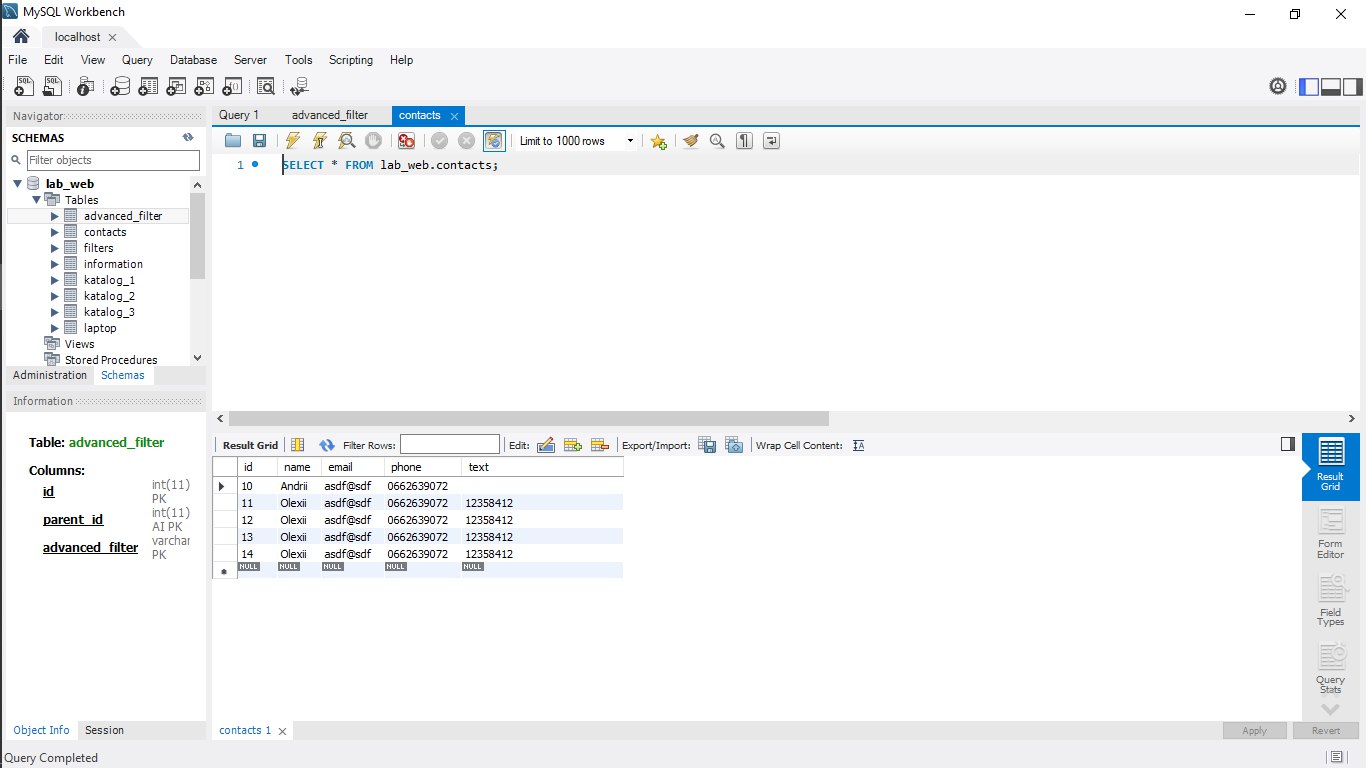 MySQL Workbench
localhost
File Edit View Query Database Server Tools Scripting Help
Navigator
SCHEMAS
Filter objects
lab_web
Tables
advanced_filter
contacts
filters
information
katalog_1
katalog_2
katalog_3
laptop
Views
Stored Procedures
Administration Schemas
Information
Table: advanced_filter
Columns:
id int(11) PK
parent_id int(11) AI PK
advanced_filter varchar PK
Object Info Session
Query 1 advanced_filter contacts
Limit to 1000 rows
1 SELECT * FROM lab_web.contacts;
Result Grid Filter Rows: Edit: Export/Import: Wrap Cell Content:
id name email phone text
10 Andrii asdf@sdf 0662639072
11 Olexii asdf@sdf 0662639072 12358412
12 Olexii asdf@sdf 0662639072 12358412
13 Olexii asdf@sdf 0662639072 12358412
14 Olexii asdf@sdf 0662639072 12358412
NULL NULL NULL NULL NULL
Result Grid
Form Editor
Field Types
Query Stats
contacts 1
Apply Revert
Query Completed